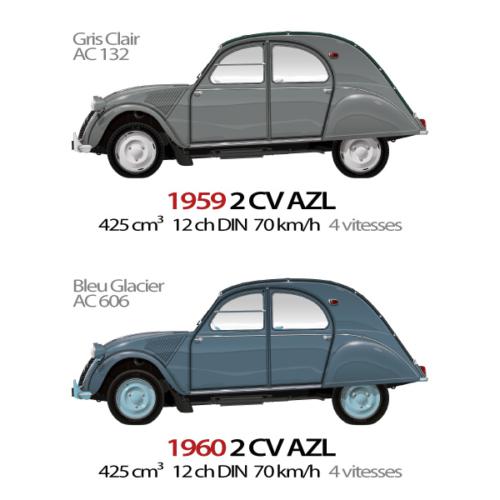 Gris Clair
AC 132
1959 2 CV AZL
425 cm³ 12 ch DIN 70 km/h 4 vitesses
Bleu Glacier
AC 606
1960 2 CV AZL
425 cm³ 12 ch DIN 70 km/h 4 vitesses